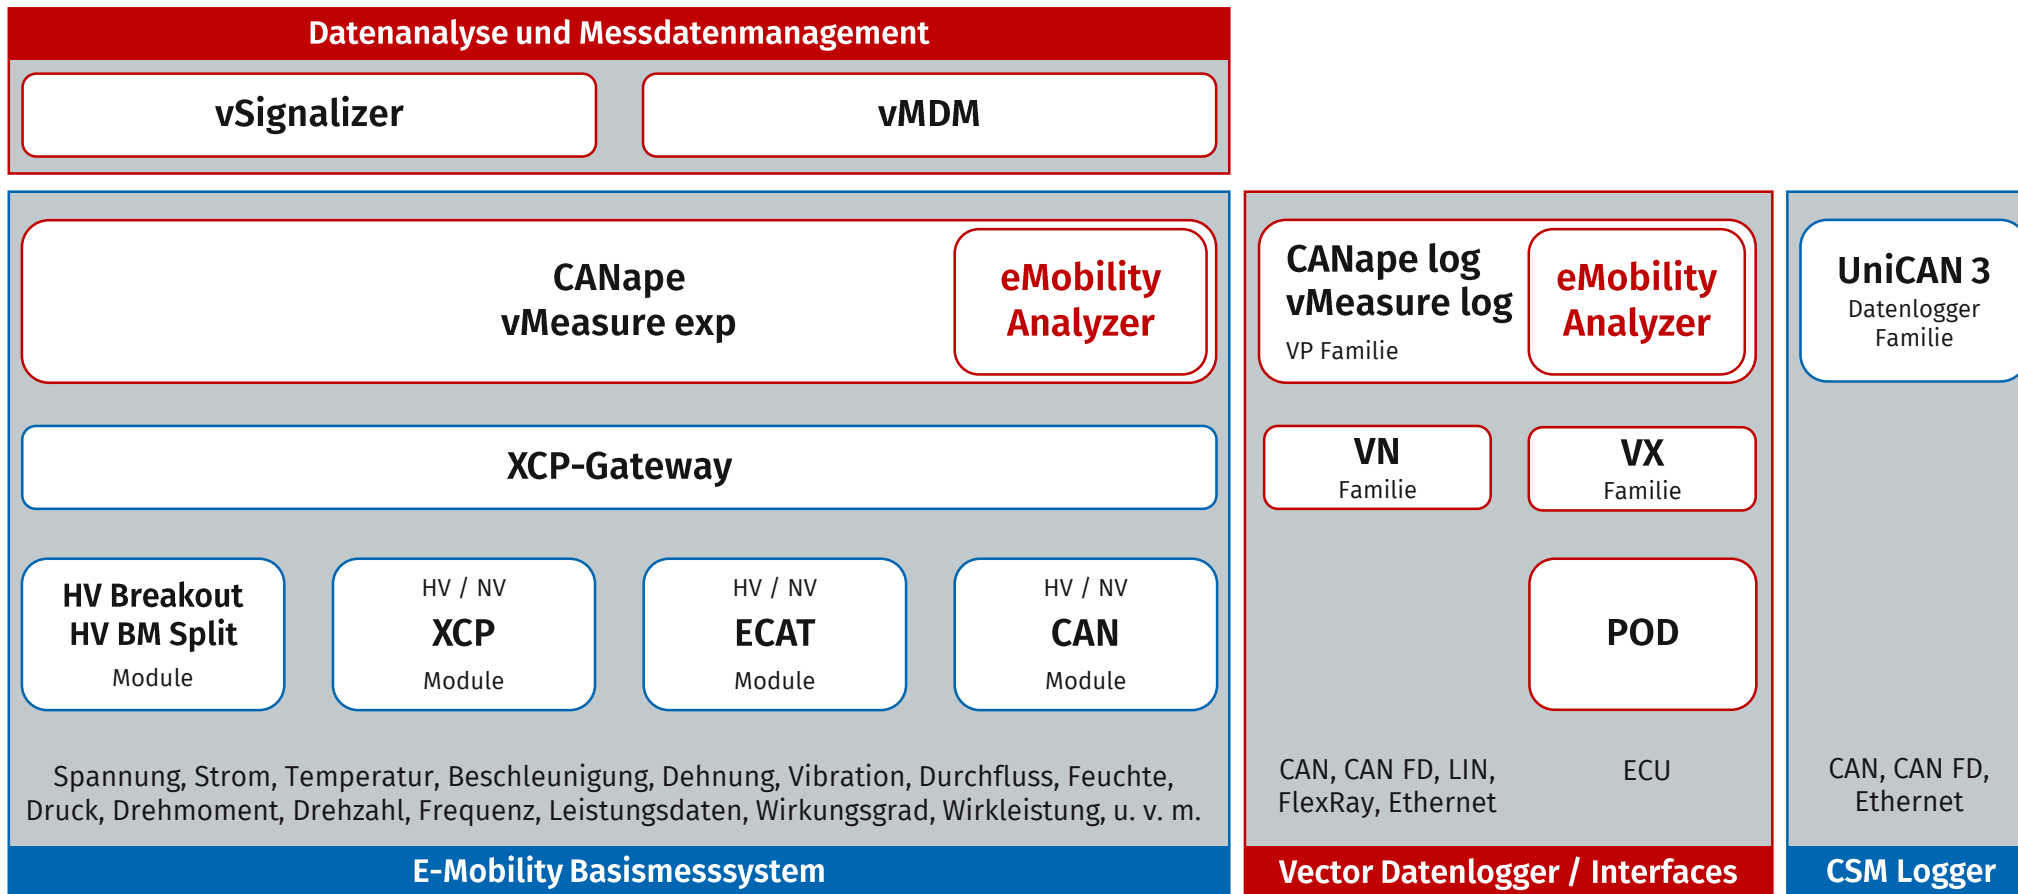 Datenanalyse und Messdatenmanagement
vSignalizer
vMDM
CANape
vMeasure exp
eMobility
Analyzer
XCP-Gateway
HV Breakout
HV BM Split
Module
HV / NV
XCP
Module
HV / NV
ECAT
Module
HV / NV
CAN
Module
Spannung, Strom, Temperatur, Beschleunigung, Dehnung, Vibration, Durchfluss, Feuchte,
Druck, Drehmoment, Drehzahl, Frequenz, Leistungsdaten, Wirkungsgrad, Wirkleistung, u. v. m.
E-Mobility Basismesssystem
CANape log
vMeasure log
VP Familie
eMobility
Analyzer
VN
Familie
VX
Familie
POD
CAN, CAN FD, LIN,
FlexRay, Ethernet
ECU
Vector Datenlogger / Interfaces
UniCAN 3
Datenlogger
Familie
CAN, CAN FD,
Ethernet
CSM Logger